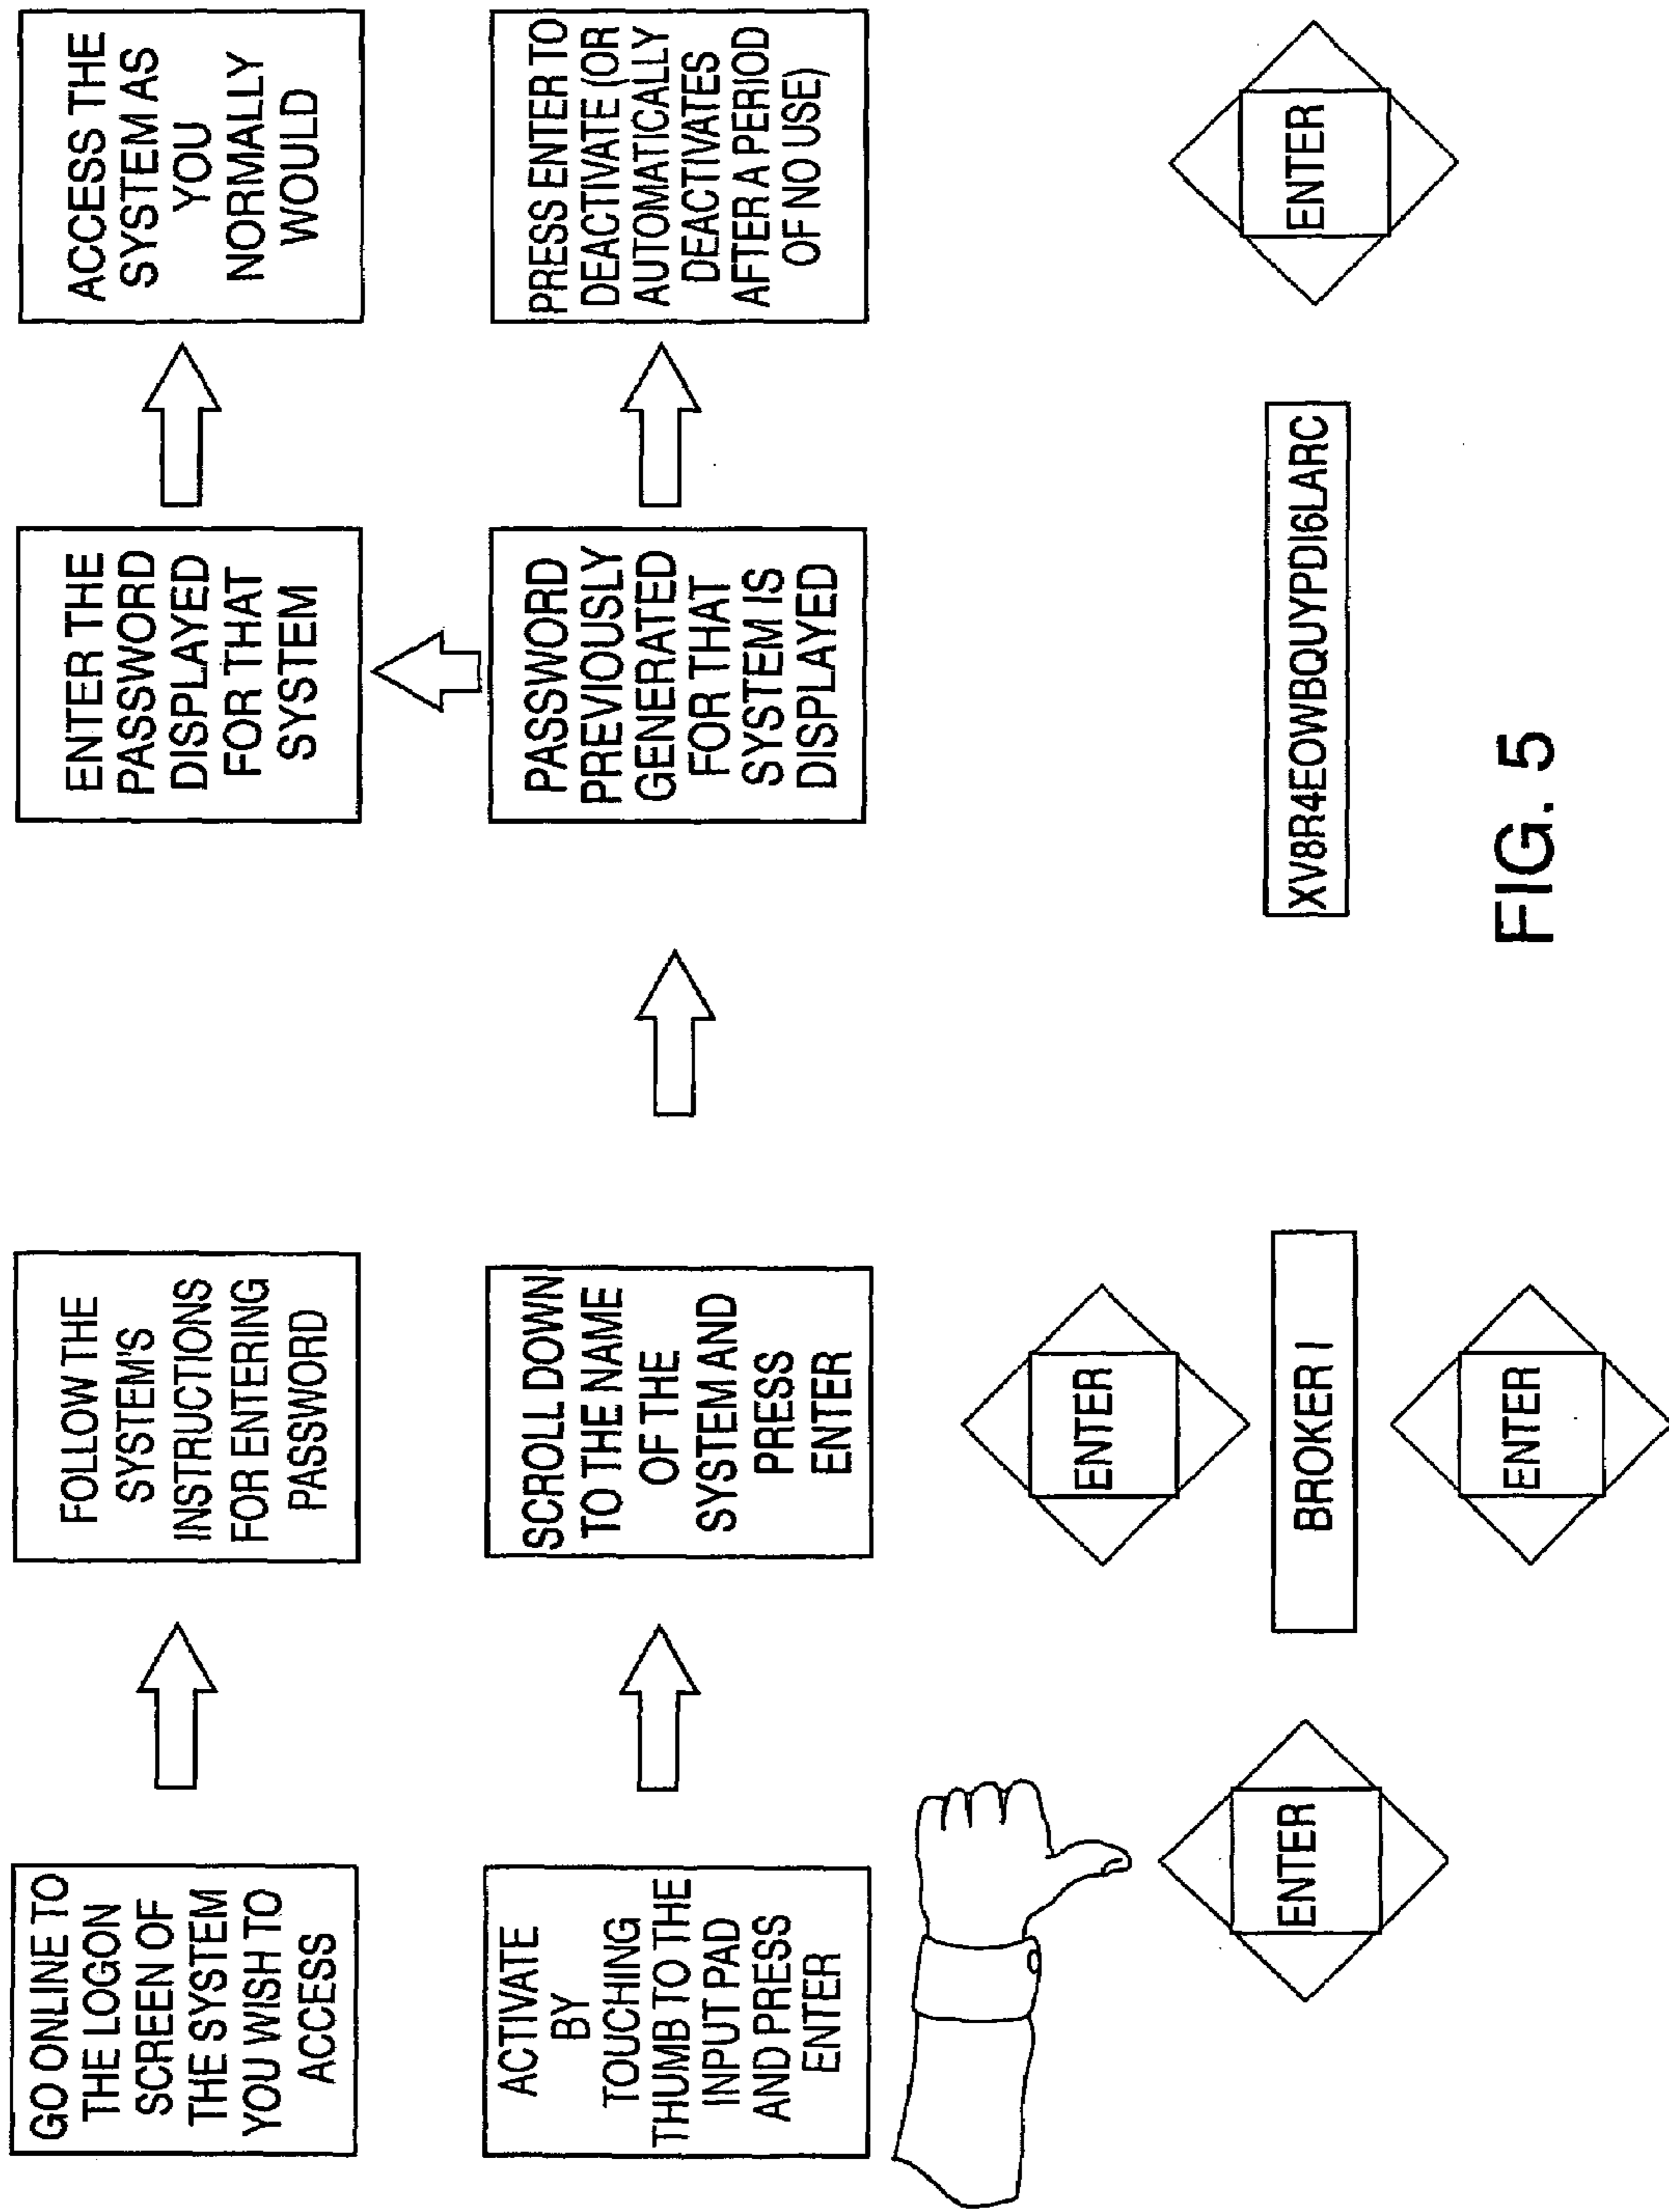 GO ONLINE TO
THE LOGON
SCREEN OF
THE SYSTEM
YOU WISH TO
ACCESS
FOLLOW THE
SYSTEM'S
INSTRUCTIONS
FOR ENTERING
PASSWORD
ENTER THE
PASSWORD
DISPLAYED
FOR THAT
SYSTEM
ACCESS THE
SYSTEM AS
YOU
NORMALLY
WOULD
ACTIVATE
BY
TOUCHING
THUMB TO THE
INPUT PAD
AND PRESS
ENTER
SCROLL DOWN
TO THE NAME
OF THE
SYSTEM AND
PRESS
ENTER
PASSWORD
PREVIOUSLY
GENERATED
FOR THAT
SYSTEM IS
DISPLAYED
PRESS ENTER TO
DEACTIVATE (OR
AUTOMATICALLY
DEACTIVATES
AFTER A PERIOD
OF NO USE)
ENTER
ENTER
BROKER I
ENTER
XV8R4EOWBQUYPDI6LARC
ENTER
FIG. 5